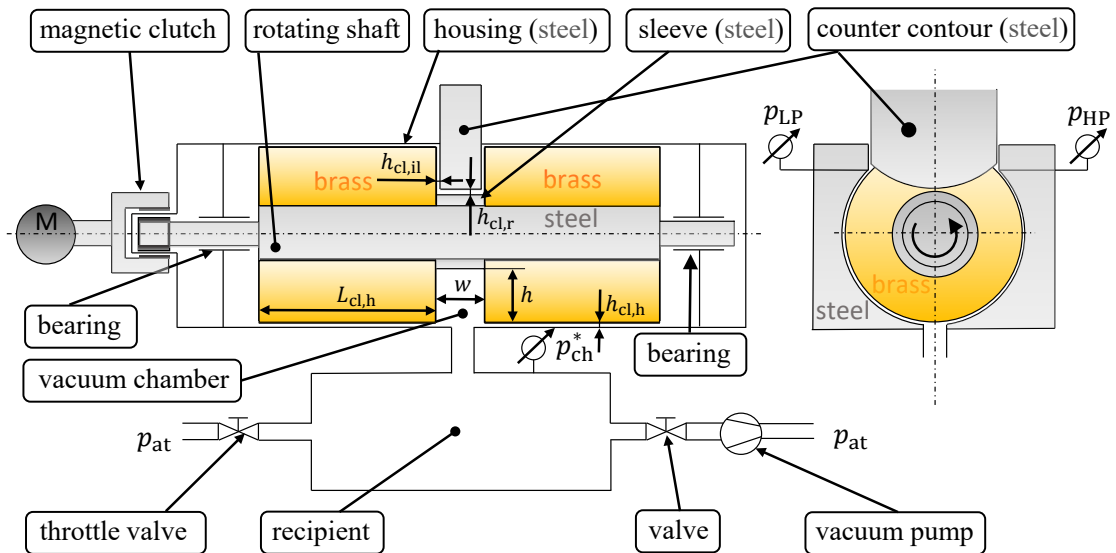 magnetic clutch
rotating shaft
housing (steel)
sleeve (steel)
counter contour (steel)
p_LP
p_HP
h_cl,il
brass
brass
h_cl,r
steel
M
brass
steel
L_cl,h
w
h
h_cl,h
bearing
bearing
p*_ch
vacuum chamber
p_at
p_at
throttle valve
recipient
valve
vacuum pump